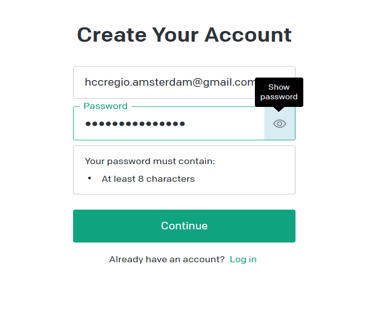 Create Your Account
hccregio.amsterdam@gmail.com
Show
password
Password
●●●●●●●●●●●●●●●
Your password must contain:
• At least 8 characters
Continue
Already have an account? Log in